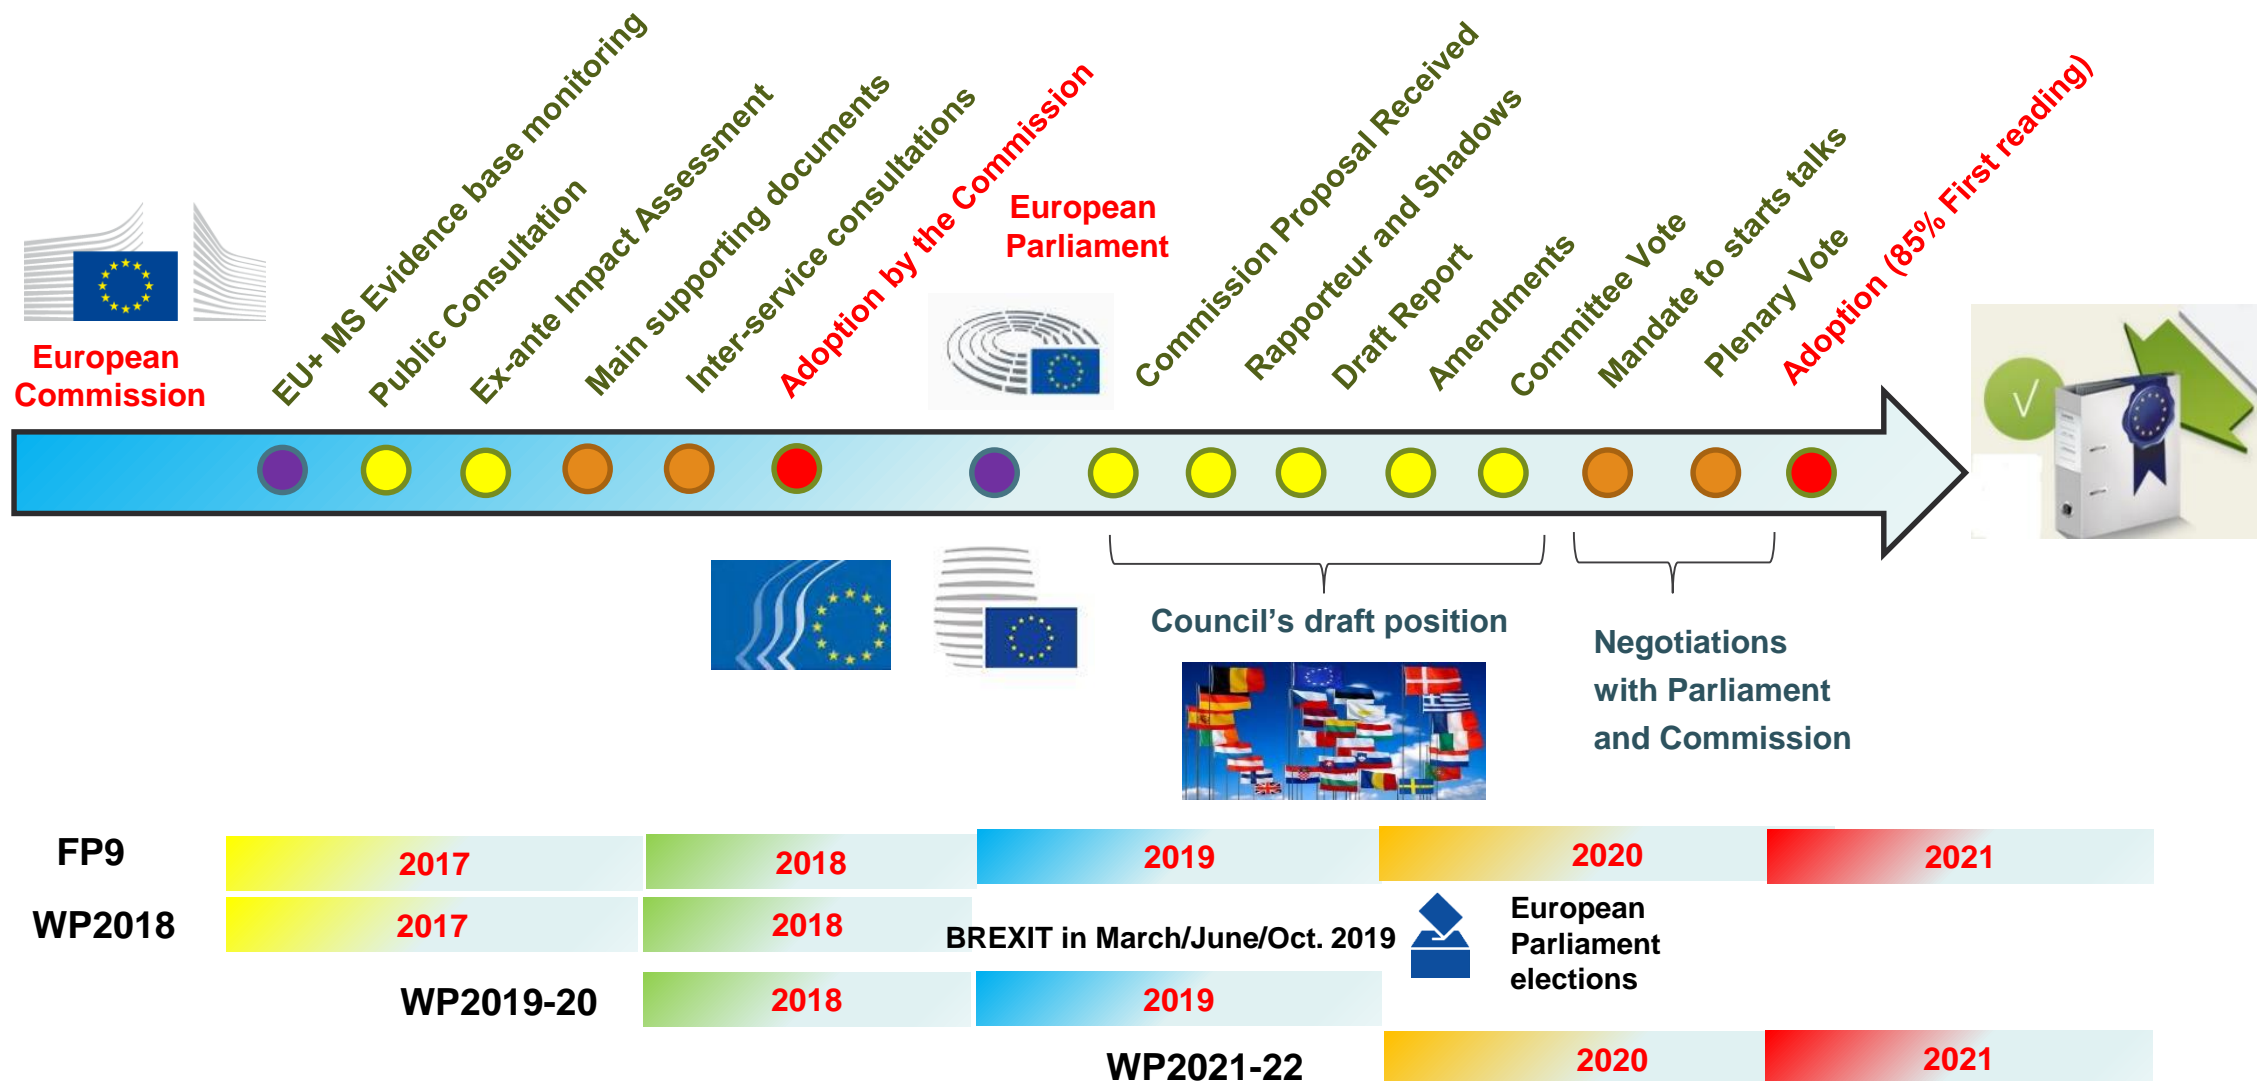 EU+ MS Evidence base monitoring
Public Consultation
Ex-ante Impact Assessment
Main supporting documents
Inter-service consultations
Adoption by the Commission
European
Parliament
Commission Proposal Received
Rapporteur and Shadows
Draft Report
Amendments
Committee Vote
Mandate to starts talks
Plenary Vote
Adoption (85% First reading)
European
Commission
√
Council’s draft position
Negotiations
with Parliament
and Commission
FP9
2017
2018
2019
2020
2021
WP2018
2017
2018
BREXIT in March/June/Oct. 2019
European
Parliament
elections
WP2019-20
2018
2019
WP2021-22
2020
2021